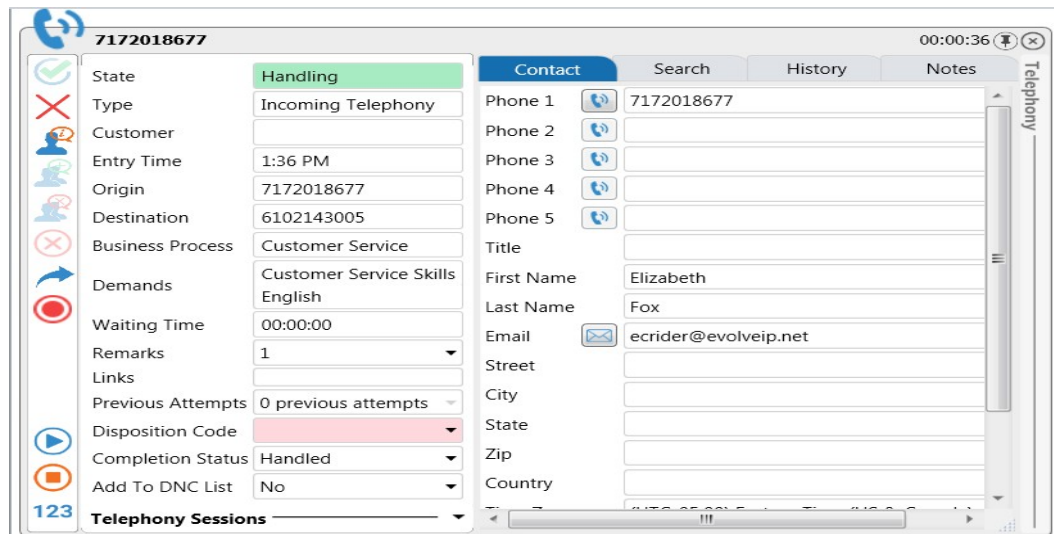 7172018677
00:00:36
State Handling
Type Incoming Telephony
Customer
Entry Time 1:36 PM
Origin 7172018677
Destination 6102143005
Business Process Customer Service
Demands Customer Service Skills
English
Waiting Time 00:00:00
Remarks 1
Links
Previous Attempts 0 previous attempts
Disposition Code
Completion Status Handled
Add To DNC List No
123
Telephony Sessions
Contact Search History Notes
Phone 1 7172018677
Phone 2
Phone 3
Phone 4
Phone 5
Title
First Name Elizabeth
Last Name Fox
Email ecrider@evolveip.net
Street
City
State
Zip
Country
Telephony